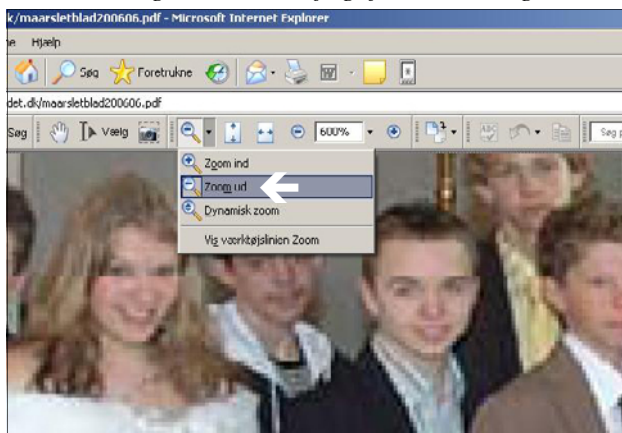 k/maarsletblad200606.pdf - Microsoft Internet Explorer
Hjælp
Søg Foretrukne
det.dk/maarsletblad200606.pdf
Søg Vælg 600% Søg
Zoom ind
Zoom ud
Dynamisk zoom
Vis værktøjslinien Zoom